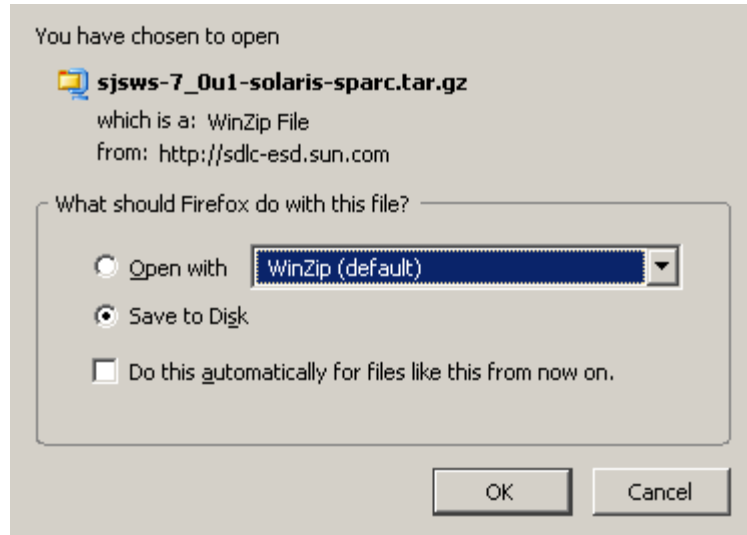 You have chosen to open
sjsws-7_0u1-solaris-sparc.tar.gz
which is a: WinZip File
from: http://sdlc-esd.sun.com
What should Firefox do with this file?
Open with WinZip (default)
Save to Disk
Do this automatically for files like this from now on.
OK Cancel